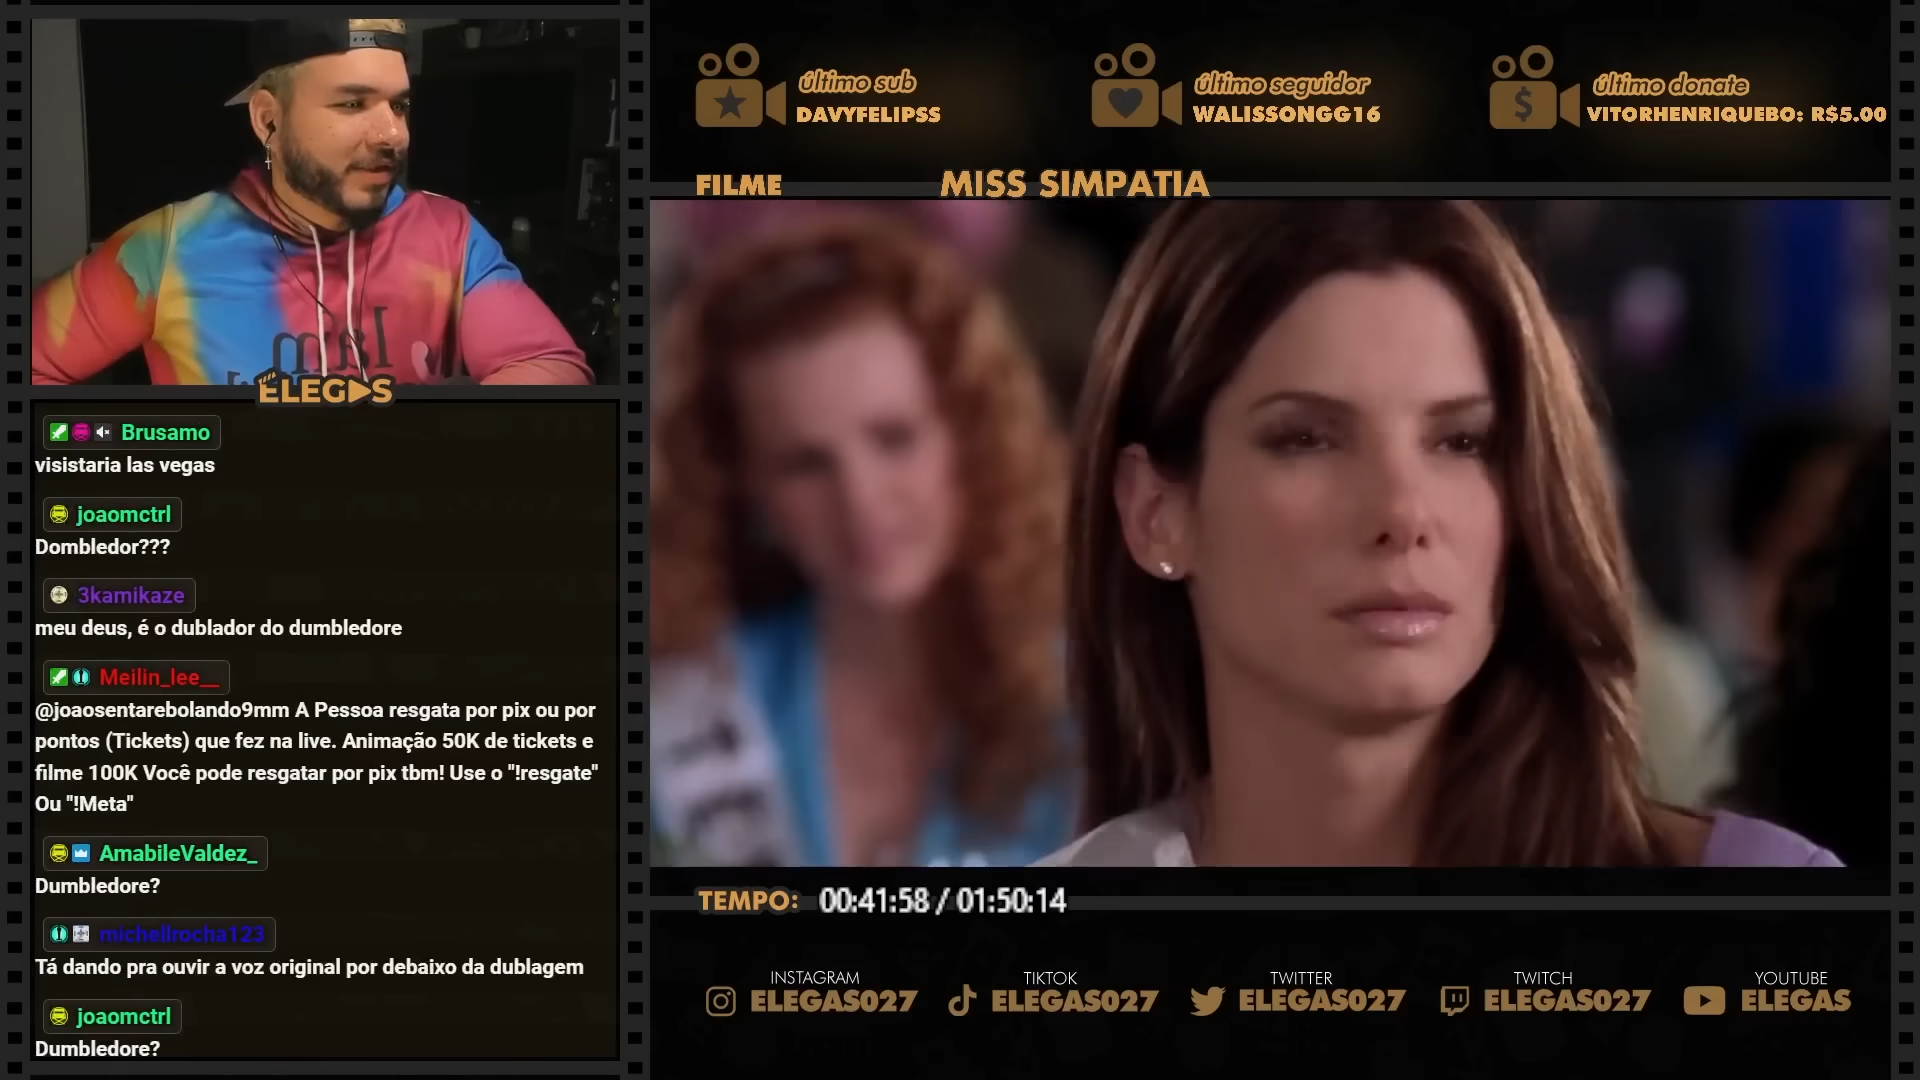 último sub
DAVYFELIPSS
último seguidor
WALISSONGG16
último donate
VITORHENRIQUEBO: R$5.00
FILME
MISS SIMPATIA
ELEGAS
Brusamo
visistaria las vegas
joaomctrl
Dombledor???
3kamikaze
meu deus, é o dublador do dumbledore
Meilin_lee__
@joaosentarebolando9mm A Pessoa resgata por pix ou por
pontos (Tickets) que fez na live. Animação 50K de tickets e
filme 100K Você pode resgatar por pix tbm! Use o "!resgate"
Ou "!Meta"
AmabileValdez_
Dumbledore?
michellrocha123
Tá dando pra ouvir a voz original por debaixo da dublagem
joaomctrl
Dumbledore?
TEMPO: 00:41:58 / 01:50:14
INSTAGRAM
ELEGAS027
TIKTOK
ELEGAS027
TWITTER
ELEGAS027
TWITCH
ELEGAS027
YOUTUBE
ELEGAS